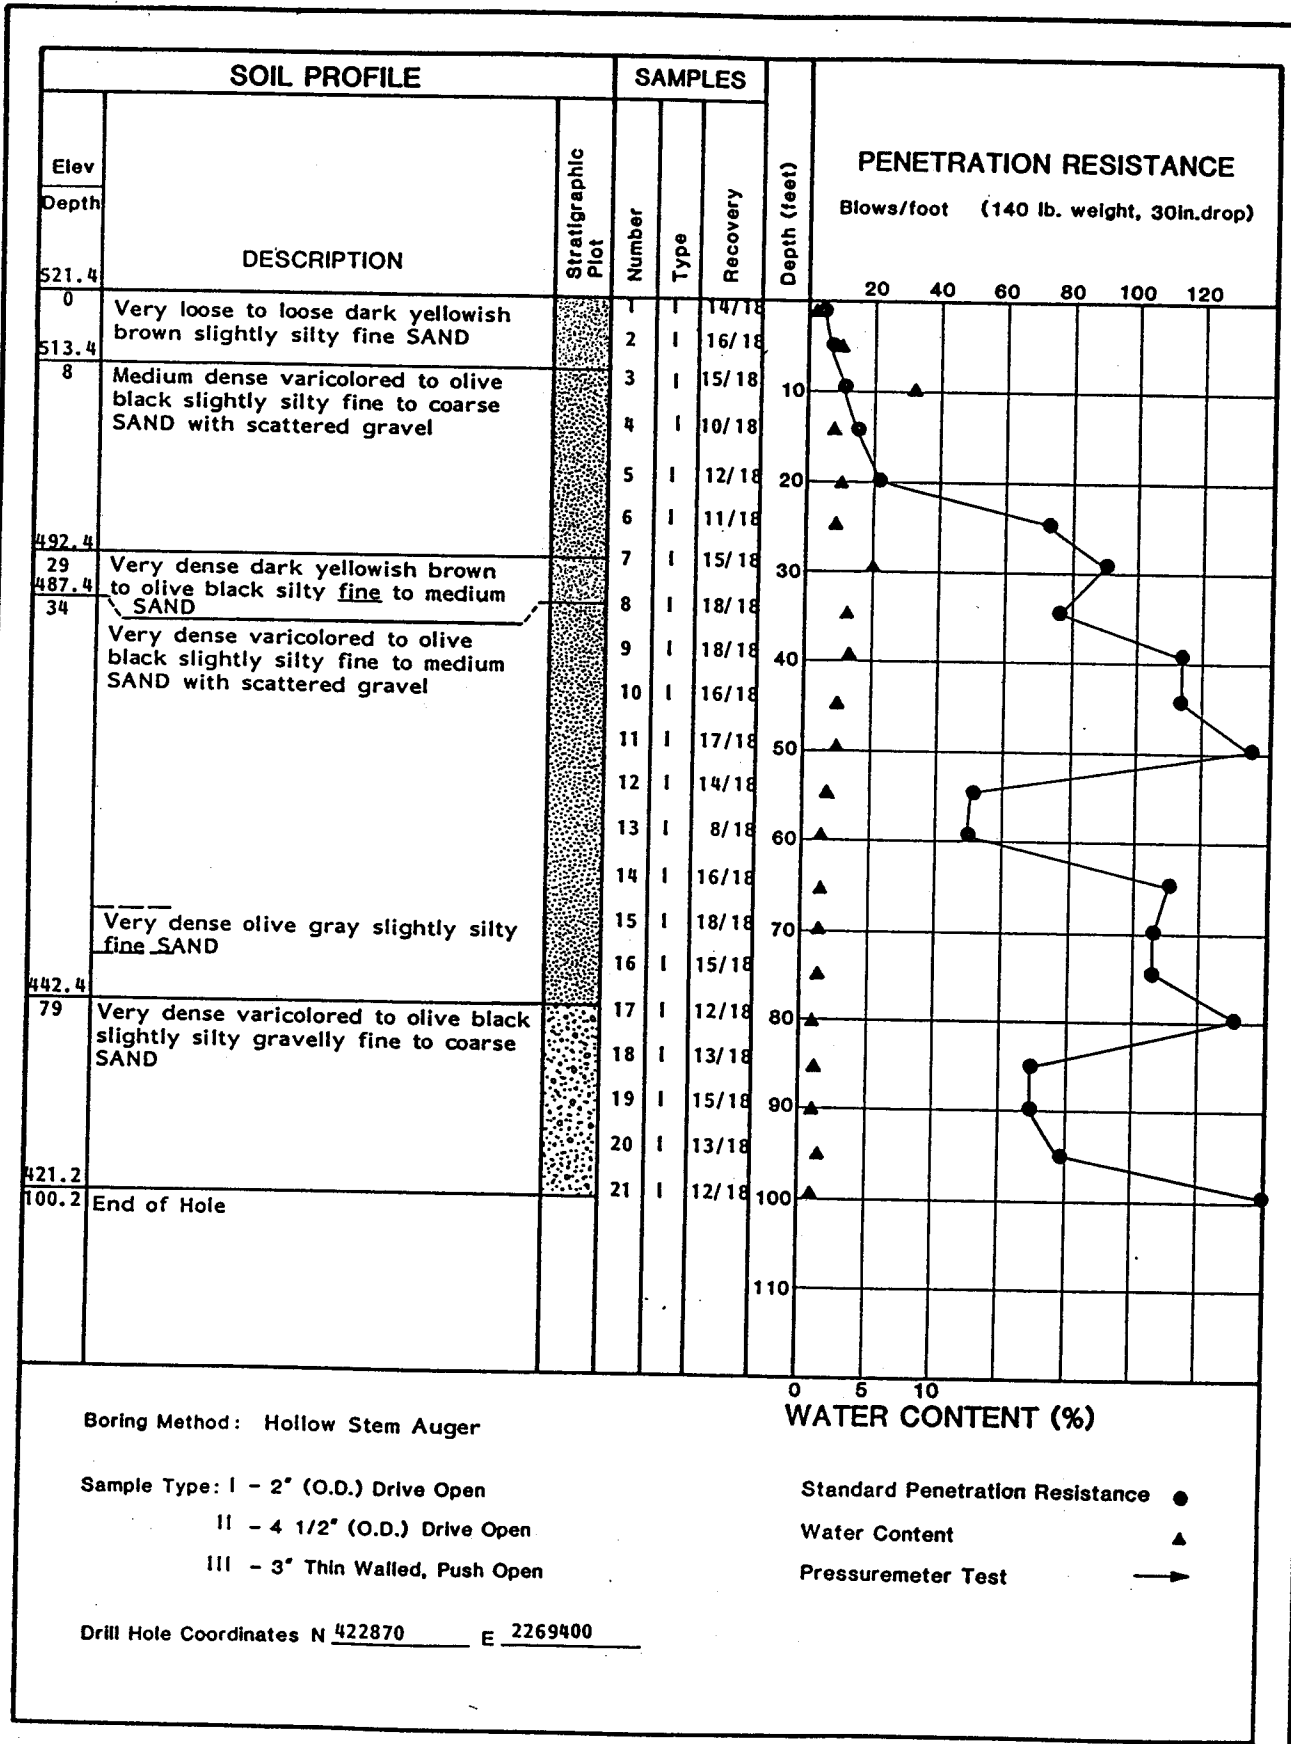 SOIL PROFILE
SAMPLES
Elev
Depth
DESCRIPTION
Stratigraphic
Plot
Number
Type
Recovery
Depth (feet)
PENETRATION RESISTANCE
Blows/foot (140 lb. weight, 30in.drop)
20 40 60 80 100 120
521.4
0
Very loose to loose dark yellowish
brown slightly silty fine SAND
513.4
8
Medium dense varicolored to olive
black slightly silty fine to coarse
SAND with scattered gravel
492.4
29
Very dense dark yellowish brown
to olive black silty fine to medium
SAND
487.4
34
Very dense varicolored to olive
black slightly silty fine to medium
SAND with scattered gravel
Very dense olive gray slightly silty
fine SAND
442.4
79
Very dense varicolored to olive black
slightly silty gravelly fine to coarse
SAND
421.2
100.2
End of Hole
1 I 14/18
2 I 16/18
3 I 15/18
4 I 10/18
5 I 12/18
6 I 11/18
7 I 15/18
8 I 18/18
9 I 18/18
10 I 16/18
11 I 17/18
12 I 14/18
13 I 8/18
14 I 16/18
15 I 18/18
16 I 15/18
17 I 12/18
18 I 13/18
19 I 15/18
20 I 13/18
21 I 12/18
10
20
30
40
50
60
70
80
90
100
110
0 5 10
WATER CONTENT (%)
Boring Method: Hollow Stem Auger
Sample Type: I - 2" (O.D.) Drive Open
II - 4 1/2" (O.D.) Drive Open
III - 3" Thin Walled, Push Open
Standard Penetration Resistance
Water Content
Pressuremeter Test
Drill Hole Coordinates N 422870 E 2269400